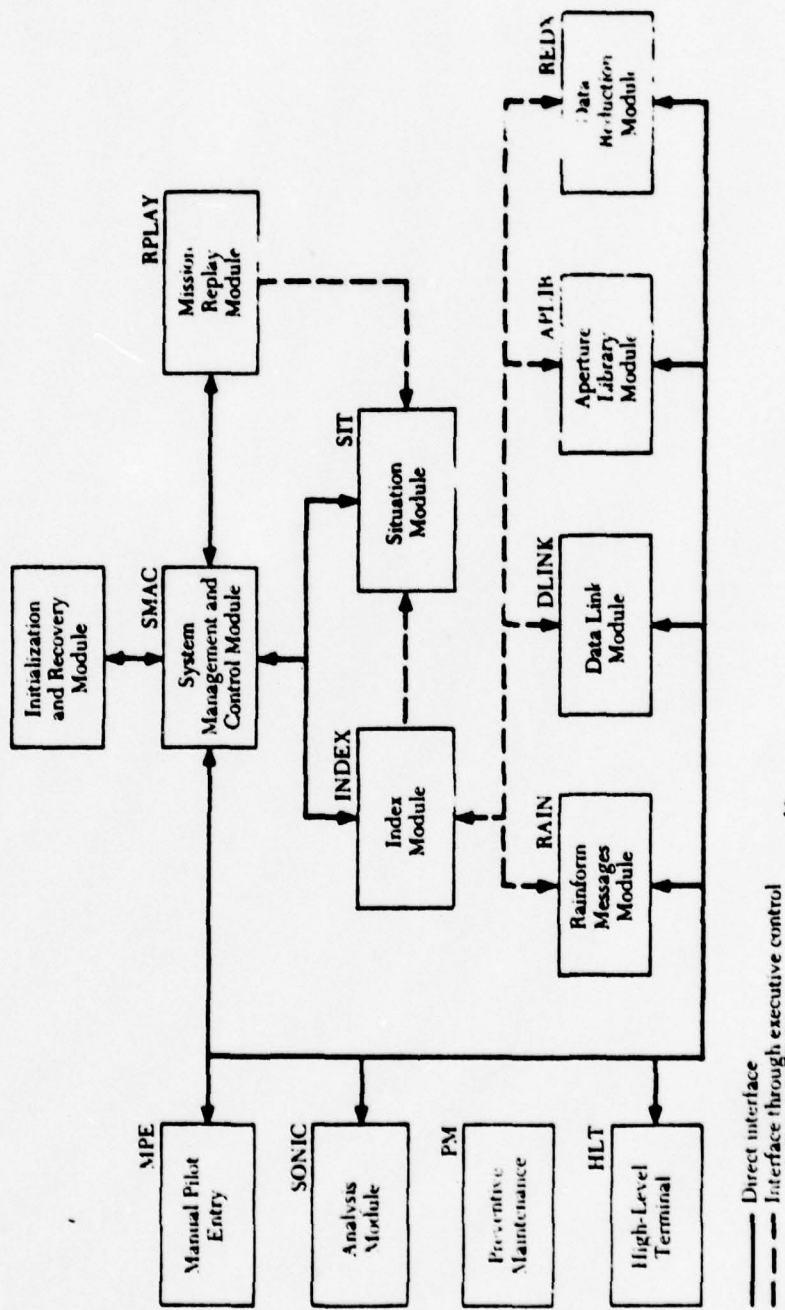 Initialization
and Recovery
Module
MPE
Manual Pilot
Entry
SMAC
System
Management and
Control Module
RPLAY
Mission
Replay
Module
SONIC
Analysis
Module
INDEX
Index
Module
SIT
Situation
Module
PM
Preventive
Maintenance
HLT
High-Level
Terminal
RAIN
Rainform
Messages
Module
DLINK
Data Link
Module
APLIB
Aperture
Library
Module
Data
Reduction
Module
Direct interface
Interface through executive control